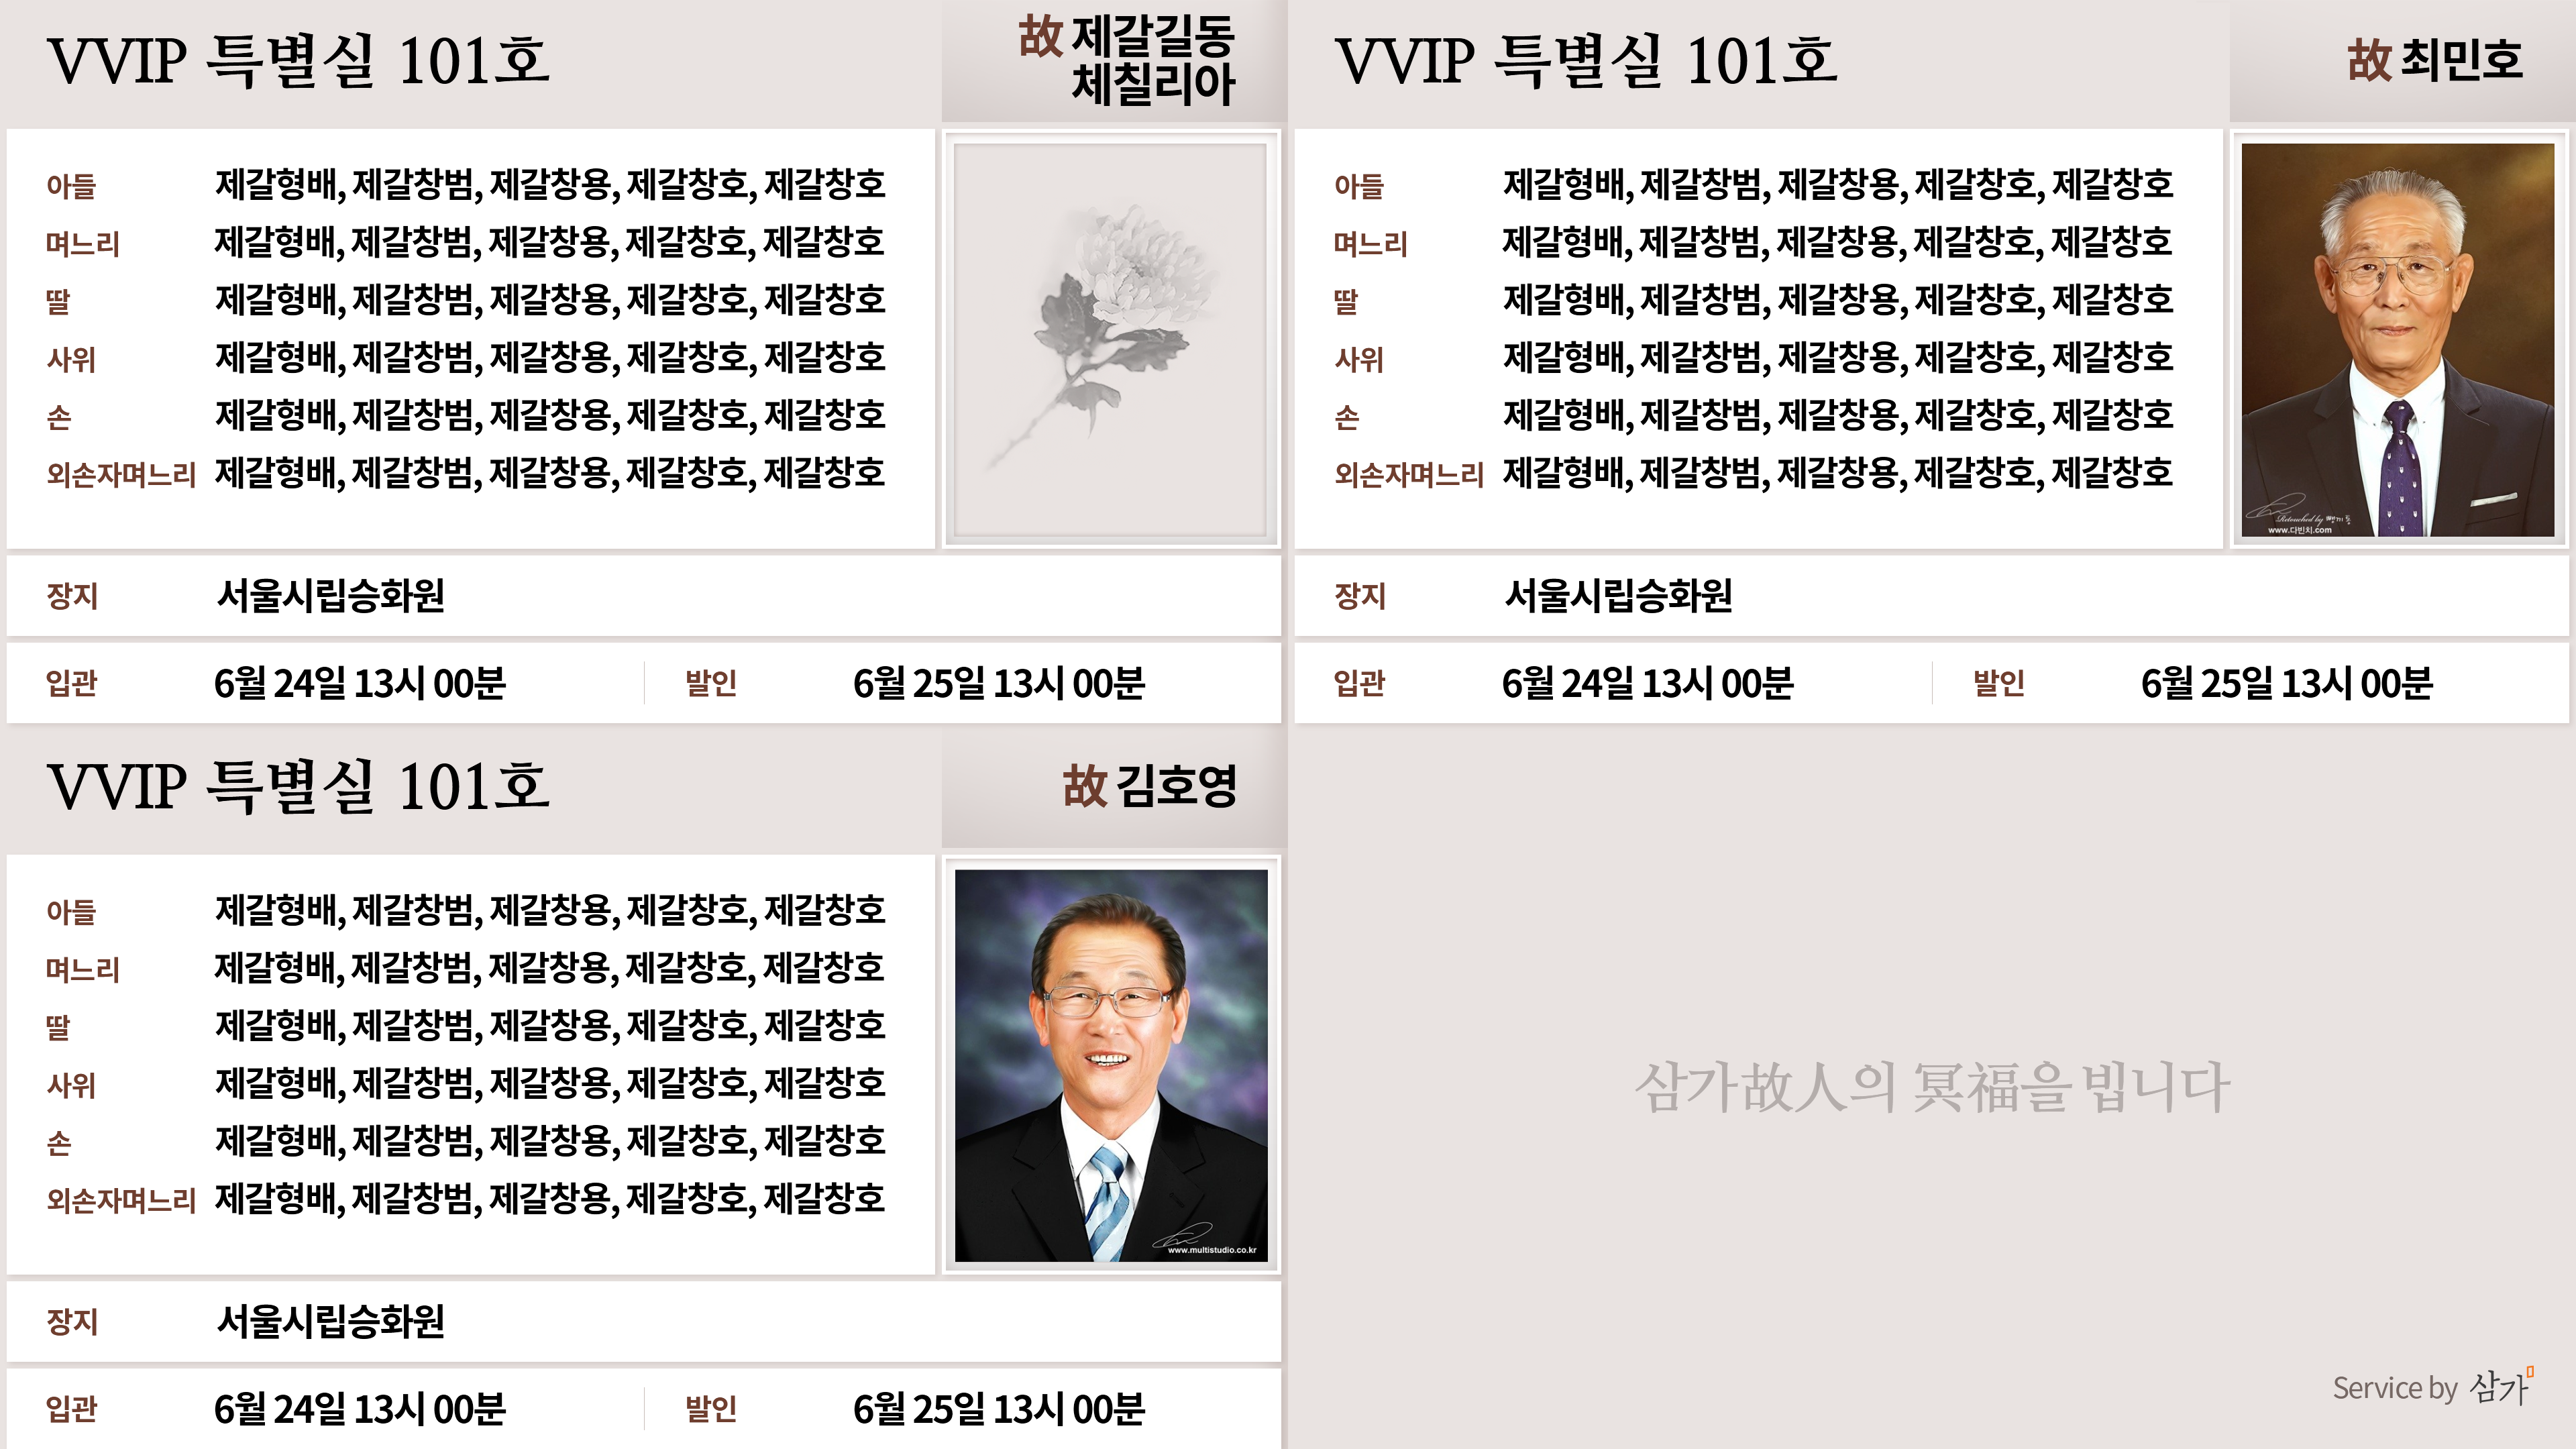 VVIP 특별실 101호
故 제갈길동
체칠리아
아들 제갈형배, 제갈창범, 제갈창용, 제갈창호, 제갈창호
며느리 제갈형배, 제갈창범, 제갈창용, 제갈창호, 제갈창호
딸 제갈형배, 제갈창범, 제갈창용, 제갈창호, 제갈창호
사위 제갈형배, 제갈창범, 제갈창용, 제갈창호, 제갈창호
손 제갈형배, 제갈창범, 제갈창용, 제갈창호, 제갈창호
외손자며느리 제갈형배, 제갈창범, 제갈창용, 제갈창호, 제갈창호
장지 서울시립승화원
입관 6월 24일 13시 00분 발인 6월 25일 13시 00분
VVIP 특별실 101호
故 최민호
아들 제갈형배, 제갈창범, 제갈창용, 제갈창호, 제갈창호
며느리 제갈형배, 제갈창범, 제갈창용, 제갈창호, 제갈창호
딸 제갈형배, 제갈창범, 제갈창용, 제갈창호, 제갈창호
사위 제갈형배, 제갈창범, 제갈창용, 제갈창호, 제갈창호
손 제갈형배, 제갈창범, 제갈창용, 제갈창호, 제갈창호
외손자며느리 제갈형배, 제갈창범, 제갈창용, 제갈창호, 제갈창호
Retouched by
www.다빈치.com
장지 서울시립승화원
입관 6월 24일 13시 00분 발인 6월 25일 13시 00분
VVIP 특별실 101호
故 김호영
아들 제갈형배, 제갈창범, 제갈창용, 제갈창호, 제갈창호
며느리 제갈형배, 제갈창범, 제갈창용, 제갈창호, 제갈창호
딸 제갈형배, 제갈창범, 제갈창용, 제갈창호, 제갈창호
사위 제갈형배, 제갈창범, 제갈창용, 제갈창호, 제갈창호
손 제갈형배, 제갈창범, 제갈창용, 제갈창호, 제갈창호
외손자며느리 제갈형배, 제갈창범, 제갈창용, 제갈창호, 제갈창호
www.multistudio.co.kr
장지 서울시립승화원
입관 6월 24일 13시 00분 발인 6월 25일 13시 00분
삼가故人의 冥福을 빕니다
Service by 삼가